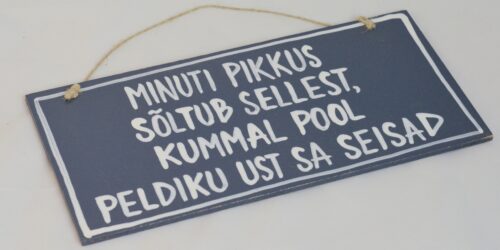 MINUTI PIKKUS
SÕLTUB SELLEST,
KUMMAL POOL
PELDIKU UST SA SEISAD